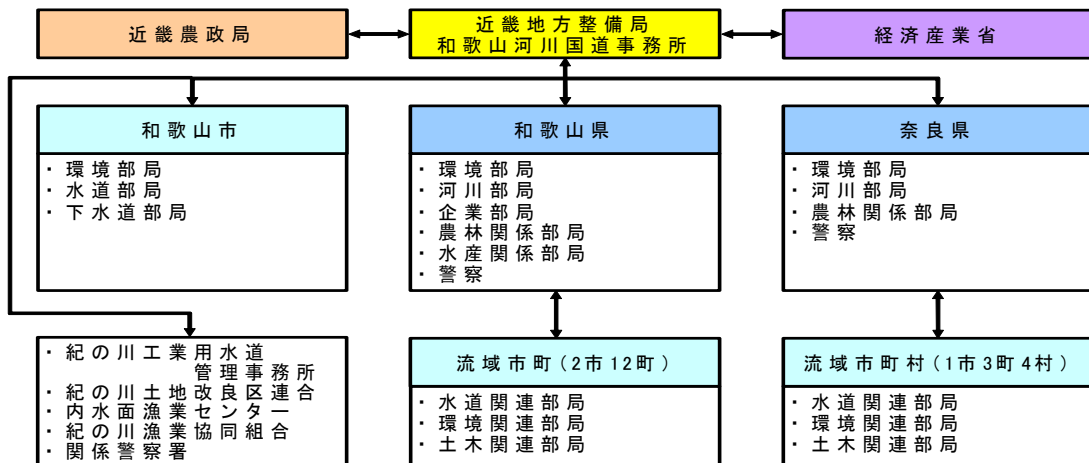 近畿農政局
近畿地方整備局
和歌山河川国道事務所
経済産業省
和歌山市
・環境部局
・水道部局
・下水道部局
和歌山県
・環境部局
・河川部局
・企業部局
・農林関係部局
・水産関係部局
・警察
奈良県
・環境部局
・河川部局
・農林関係部局
・警察
・紀の川工業用水道
管理事務所
・紀の川土地改良区連合
・内水面漁業センター
・紀の川漁業協同組合
・関係警察署
流域市町(2市12町)
・水道関連部局
・環境関連部局
・土木関連部局
流域市町村(1市3町4村)
・水道関連部局
・環境関連部局
・土木関連部局